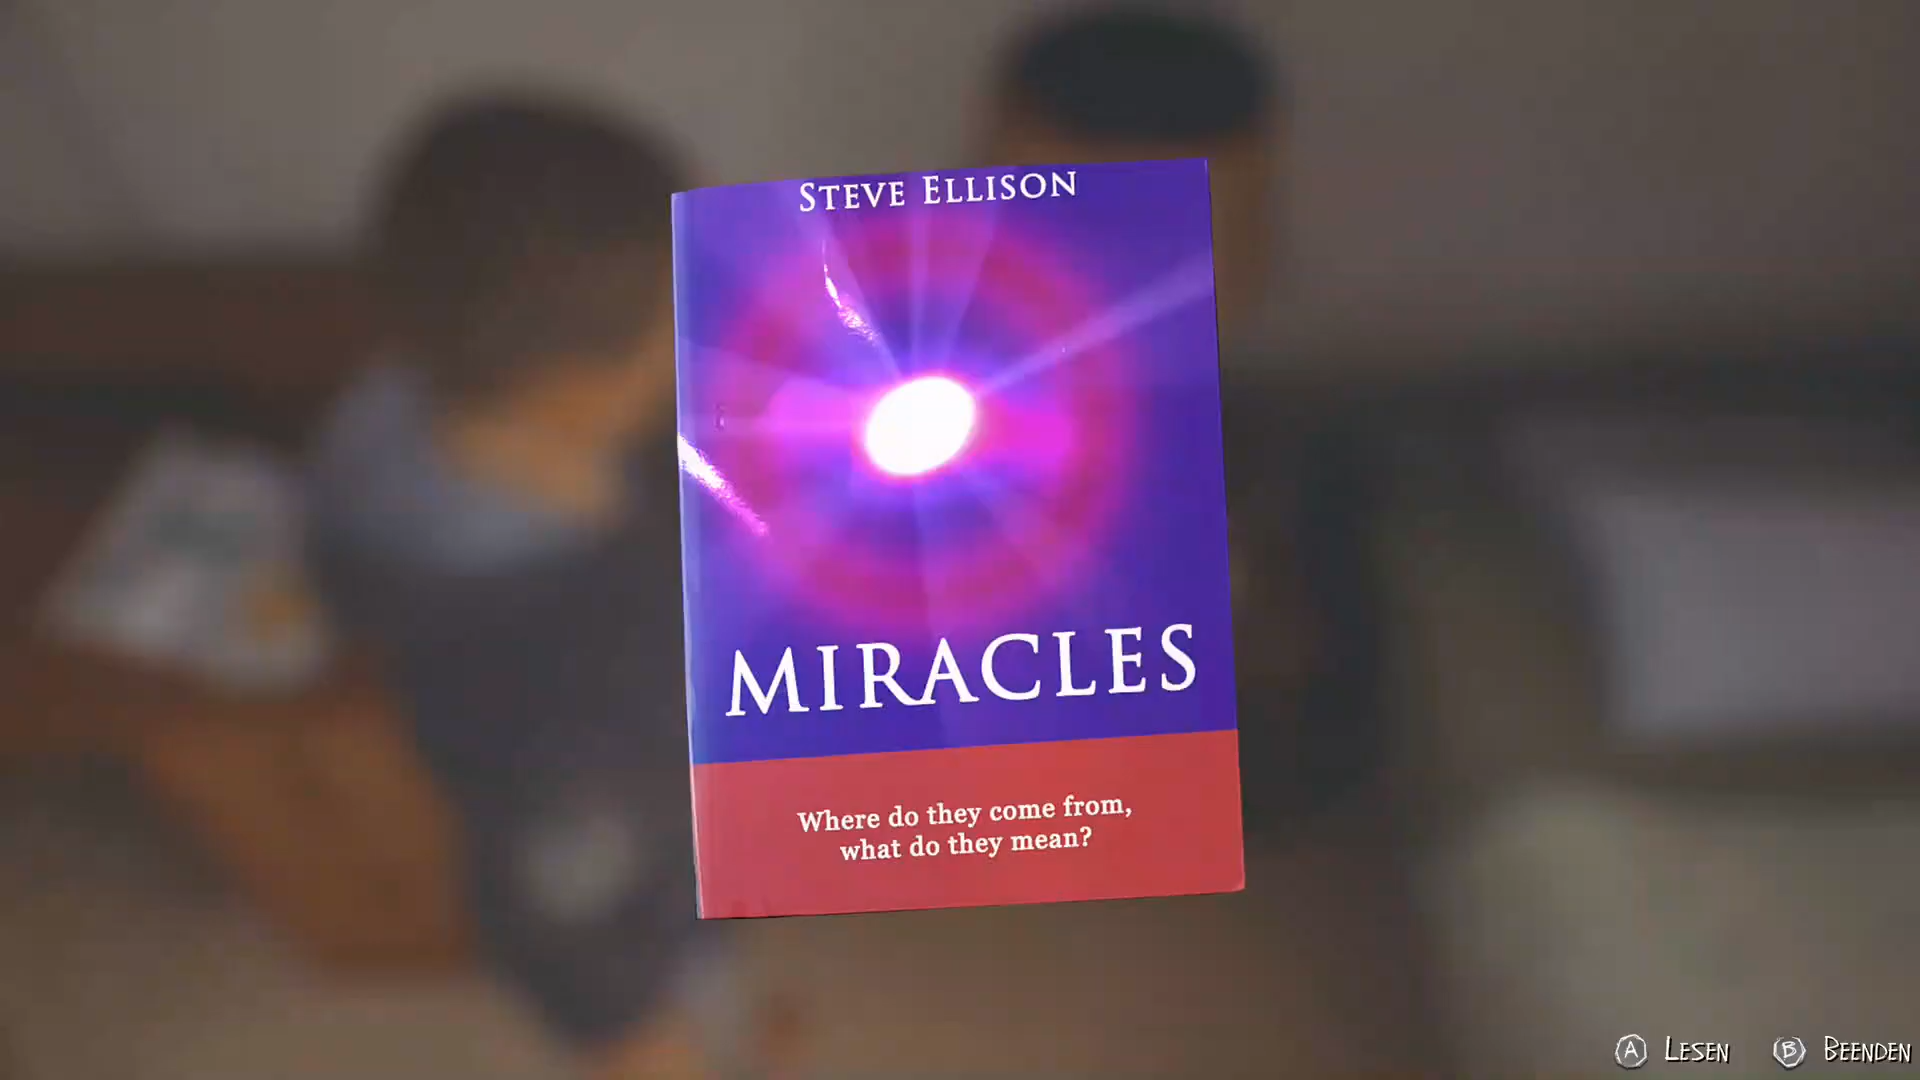 STEVE ELLISON
MIRACLES
Where do they come from,
what do they mean?
A LESEN B BEENDEN